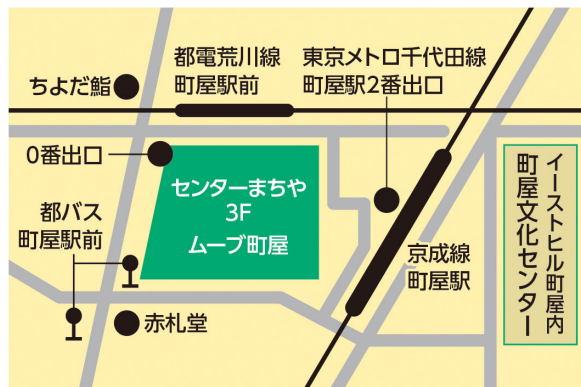 都電荒川線
町屋駅前
東京メトロ千代田線
町屋駅2番出口
ちよだ鮨
0番出口
センターまちや
3F
ムーブ町屋
都バス
町屋駅前
京成線
町屋駅
赤札堂
イーストヒル町屋内
町屋文化センター